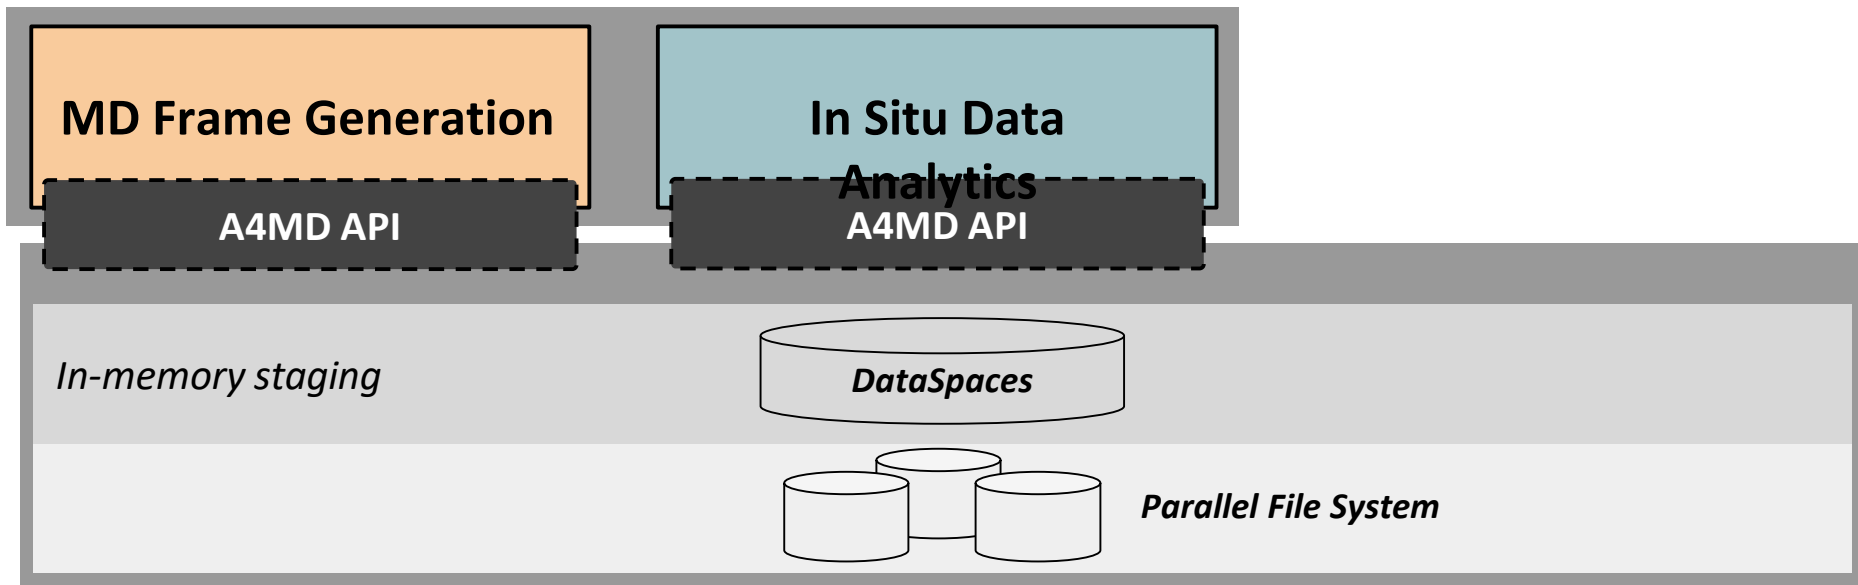 MD Frame Generation
In Situ Data
Analytics
A4MD API
A4MD API
In-memory staging
DataSpaces
Parallel File System